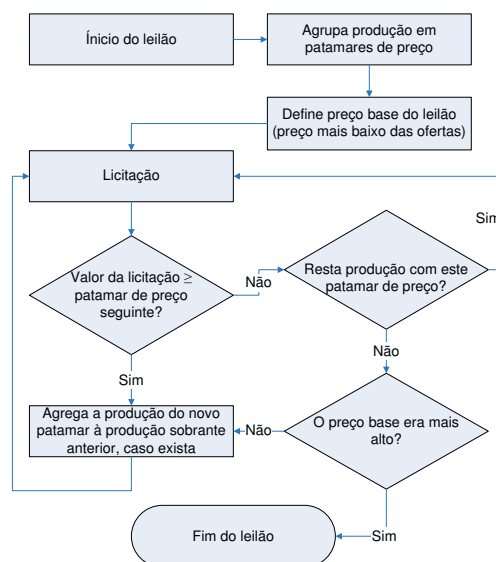 Ínicio do leilão
Agrupa produção em
patamares de preço
Define preço base do leilão
(preço mais baixo das ofertas)
Licitação
Sim
Valor da licitação ≥
patamar de preço
seguinte?
Não
Resta produção com este
patamar de preço?
Sim
Não
Agrega a produção do novo
patamar à produção sobrante
anterior, caso exista
Não
O preço base era mais
alto?
Fim do leilão
Sim